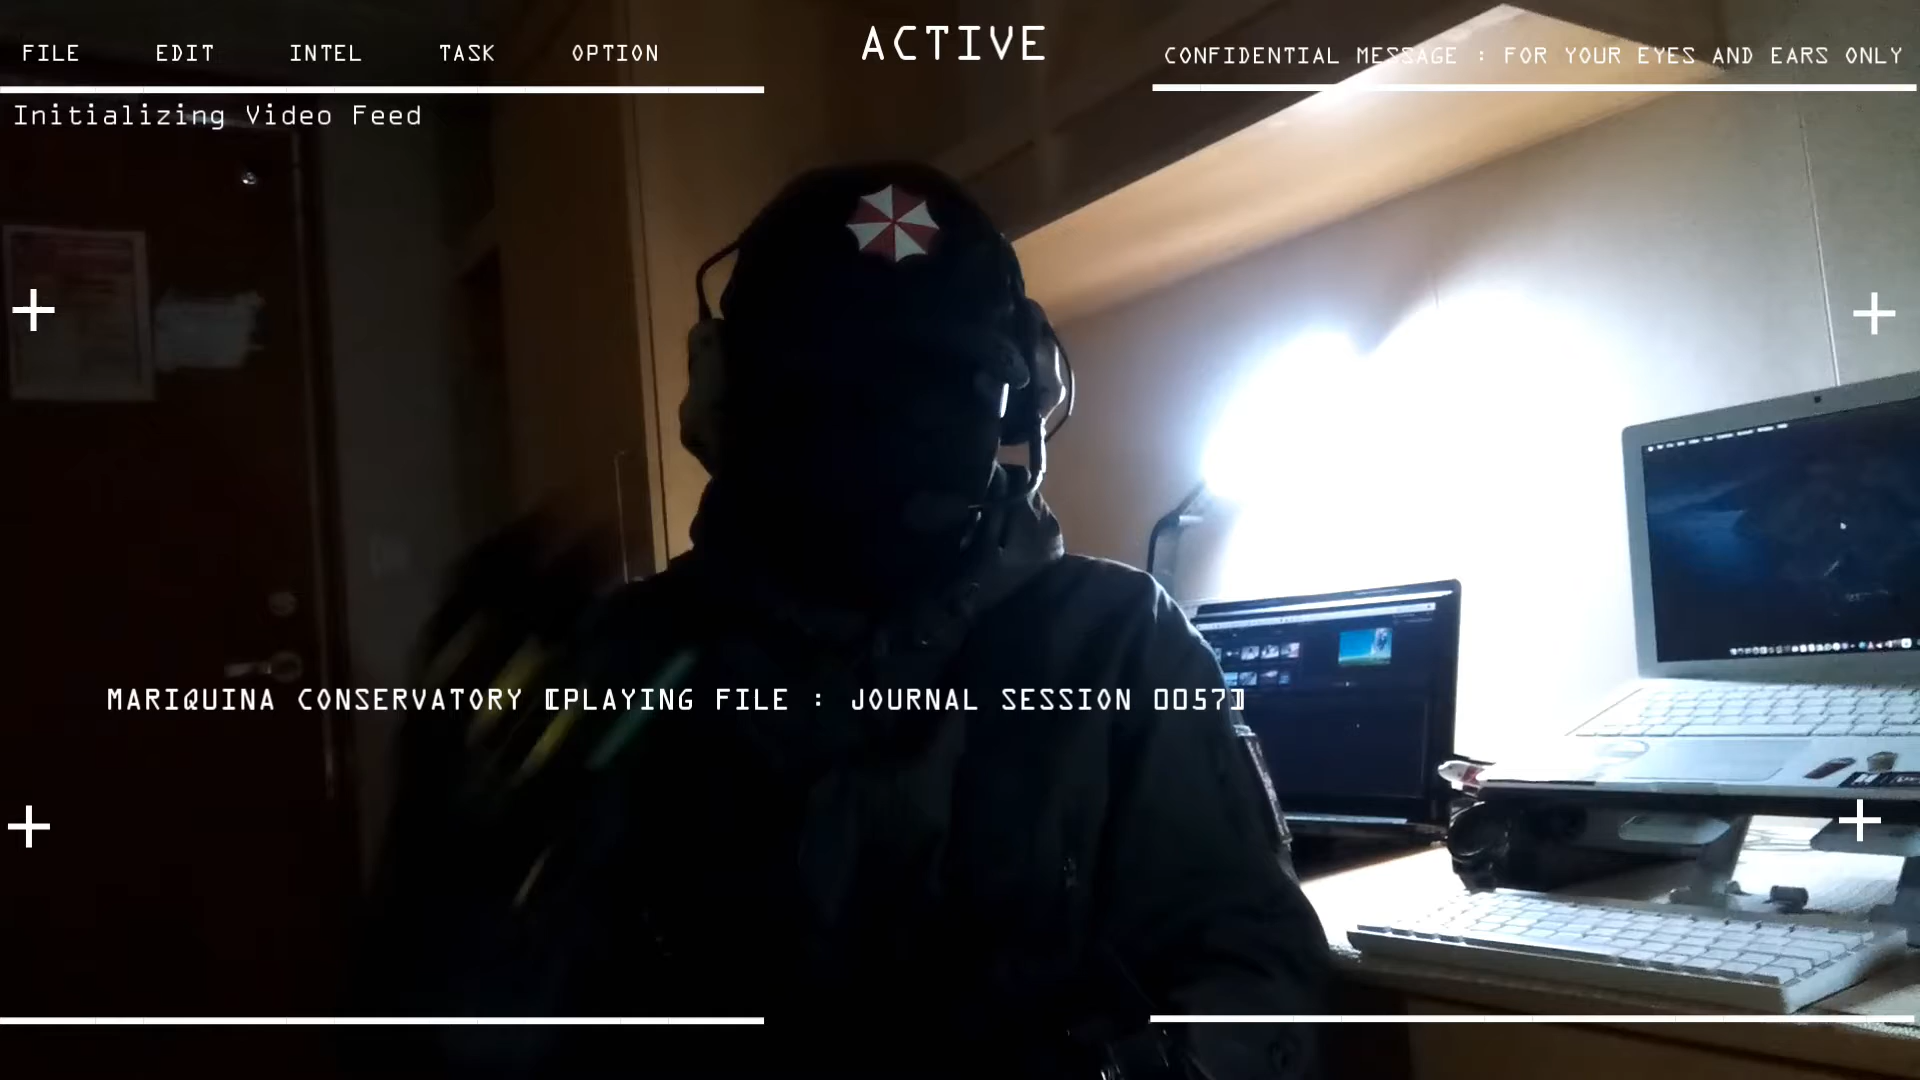 FILE EDIT INTEL TASK OPTION
ACTIVE
CONFIDENTIAL MESSAGE : FOR YOUR EYES AND EARS ONLY
Initializing Video Feed
MARIQUINA CONSERVATORY [PLAYING FILE : JOURNAL SESSION 0057]